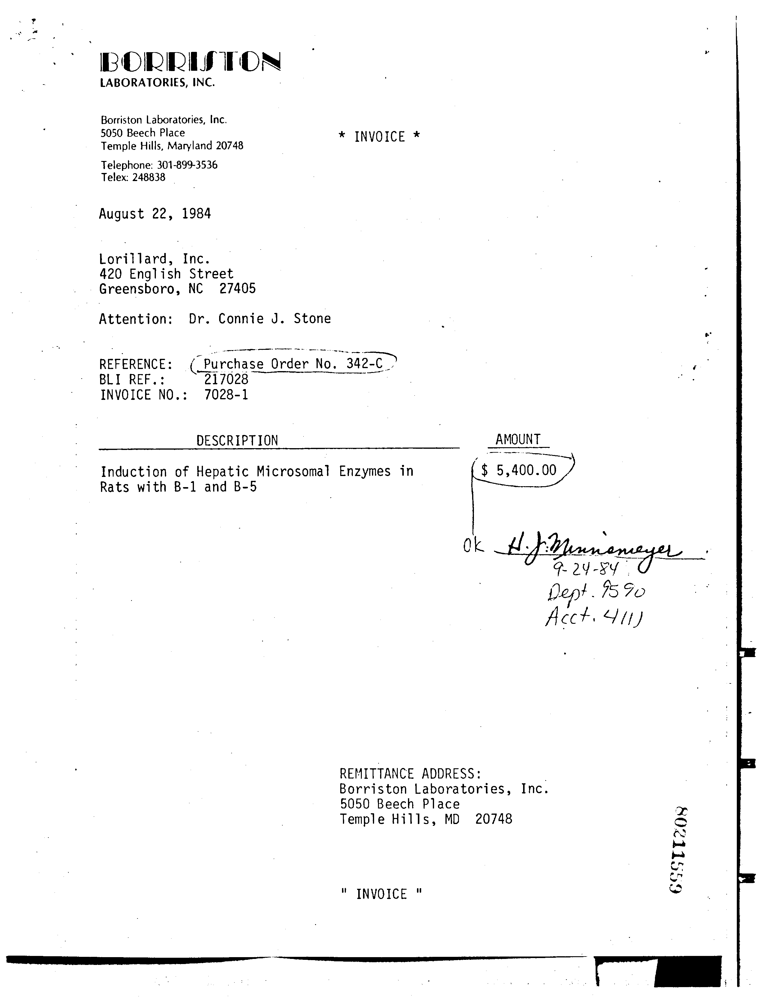 BORRISTON
LABORATORIES, INC.
Borriston Laboratories, Inc.
5050 Beech Place
Temple Hills, Maryland 20748
Telephone: 301-899-3536
Telex: 248838
* INVOICE *
August 22, 1984
Lorillard, Inc.
420 English Street
Greensboro, NC 27405
Attention: Dr. Connie J. Stone
REFERENCE: Purchase Order No. 342-C
BLI REF.: 217028
INVOICE NO.: 7028-1
DESCRIPTION AMOUNT
Induction of Hepatic Microsomal Enzymes in $ 5,400.00
Rats with B-1 and B-5
OK H. J. Minnemeyer
9-24-84
Dept. 9590
Acct. 4111
REMITTANCE ADDRESS:
Borriston Laboratories, Inc.
5050 Beech Place
Temple Hills, MD 20748
80211559
" INVOICE "